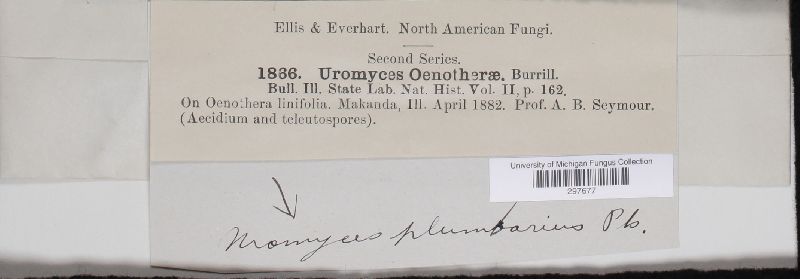 Ellis & Everhart. North American Fungi.
Second Series.
1886. Uromyces Oenotheræ. Burrill.
Bull. Ill. State Lab. Nat. Hist. Vol. II, p. 162.
On Oenothera linifolia. Makanda, Ill. April 1882. Prof. A. B. Seymour.
(Aecidium and teleutospores).
University of Michigan Fungus Collection
297677
Uromyces plumbarius Pk.